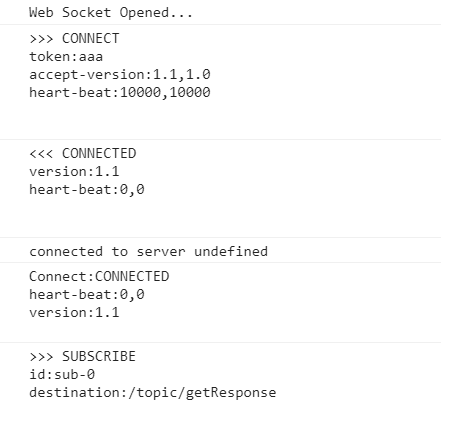 Web Socket Opened...
>>> CONNECT
token:aaa
accept-version:1.1,1.0
heart-beat:10000,10000
<<< CONNECTED
version:1.1
heart-beat:0,0
connected to server undefined
Connect:CONNECTED
heart-beat:0,0
version:1.1
>>> SUBSCRIBE
id:sub-0
destination:/topic/getResponse